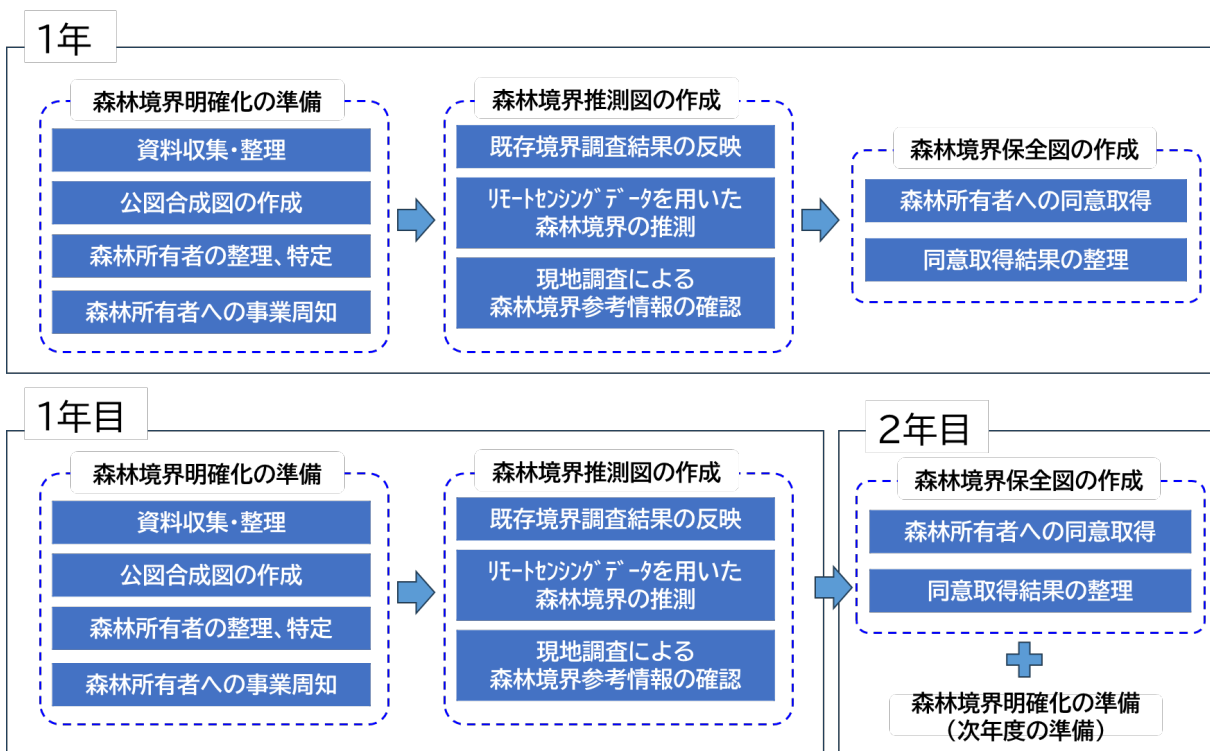 1年
森林境界明確化の準備
資料収集・整理
公図合成図の作成
森林所有者の整理、特定
森林所有者への事業周知
森林境界推測図の作成
既存境界調査結果の反映
ﾘﾓｰﾄｾﾝｼﾝｸﾞﾃﾞｰﾀを用いた
森林境界の推測
現地調査による
森林境界参考情報の確認
森林境界保全図の作成
森林所有者への同意取得
同意取得結果の整理
1年目
森林境界明確化の準備
資料収集・整理
公図合成図の作成
森林所有者の整理、特定
森林所有者への事業周知
森林境界推測図の作成
既存境界調査結果の反映
ﾘﾓｰﾄｾﾝｼﾝｸﾞﾃﾞｰﾀを用いた
森林境界の推測
現地調査による
森林境界参考情報の確認
2年目
森林境界保全図の作成
森林所有者への同意取得
同意取得結果の整理
森林境界明確化の準備
（次年度の準備）